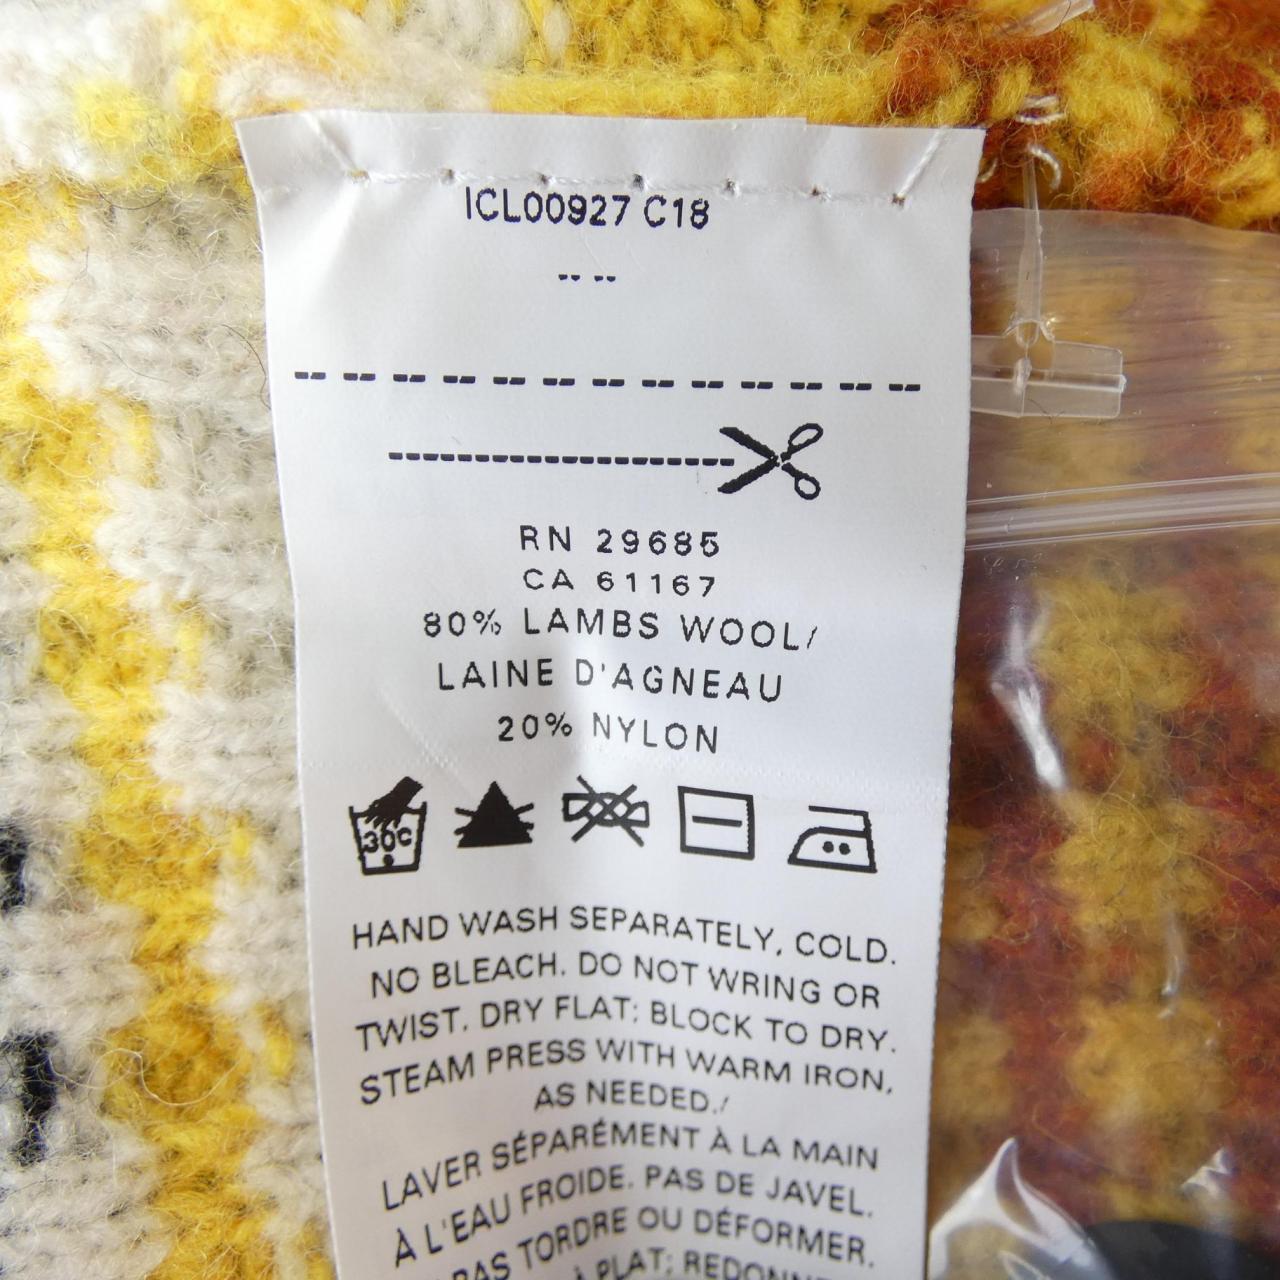 ICL00927 C18
-- --
RN 29685
CA 61167
80% LAMBS WOOL/
LAINE D'AGNEAU
20% NYLON
30C
HAND WASH SEPARATELY, COLD.
NO BLEACH. DO NOT WRING OR
TWIST. DRY FLAT; BLOCK TO DRY.
STEAM PRESS WITH WARM IRON,
AS NEEDED./
LAVER SÉPARÉMENT À LA MAIN
À L'EAU FROIDE. PAS DE JAVEL.
PAS TORDRE OU DÉFORMER.
À PLAT;